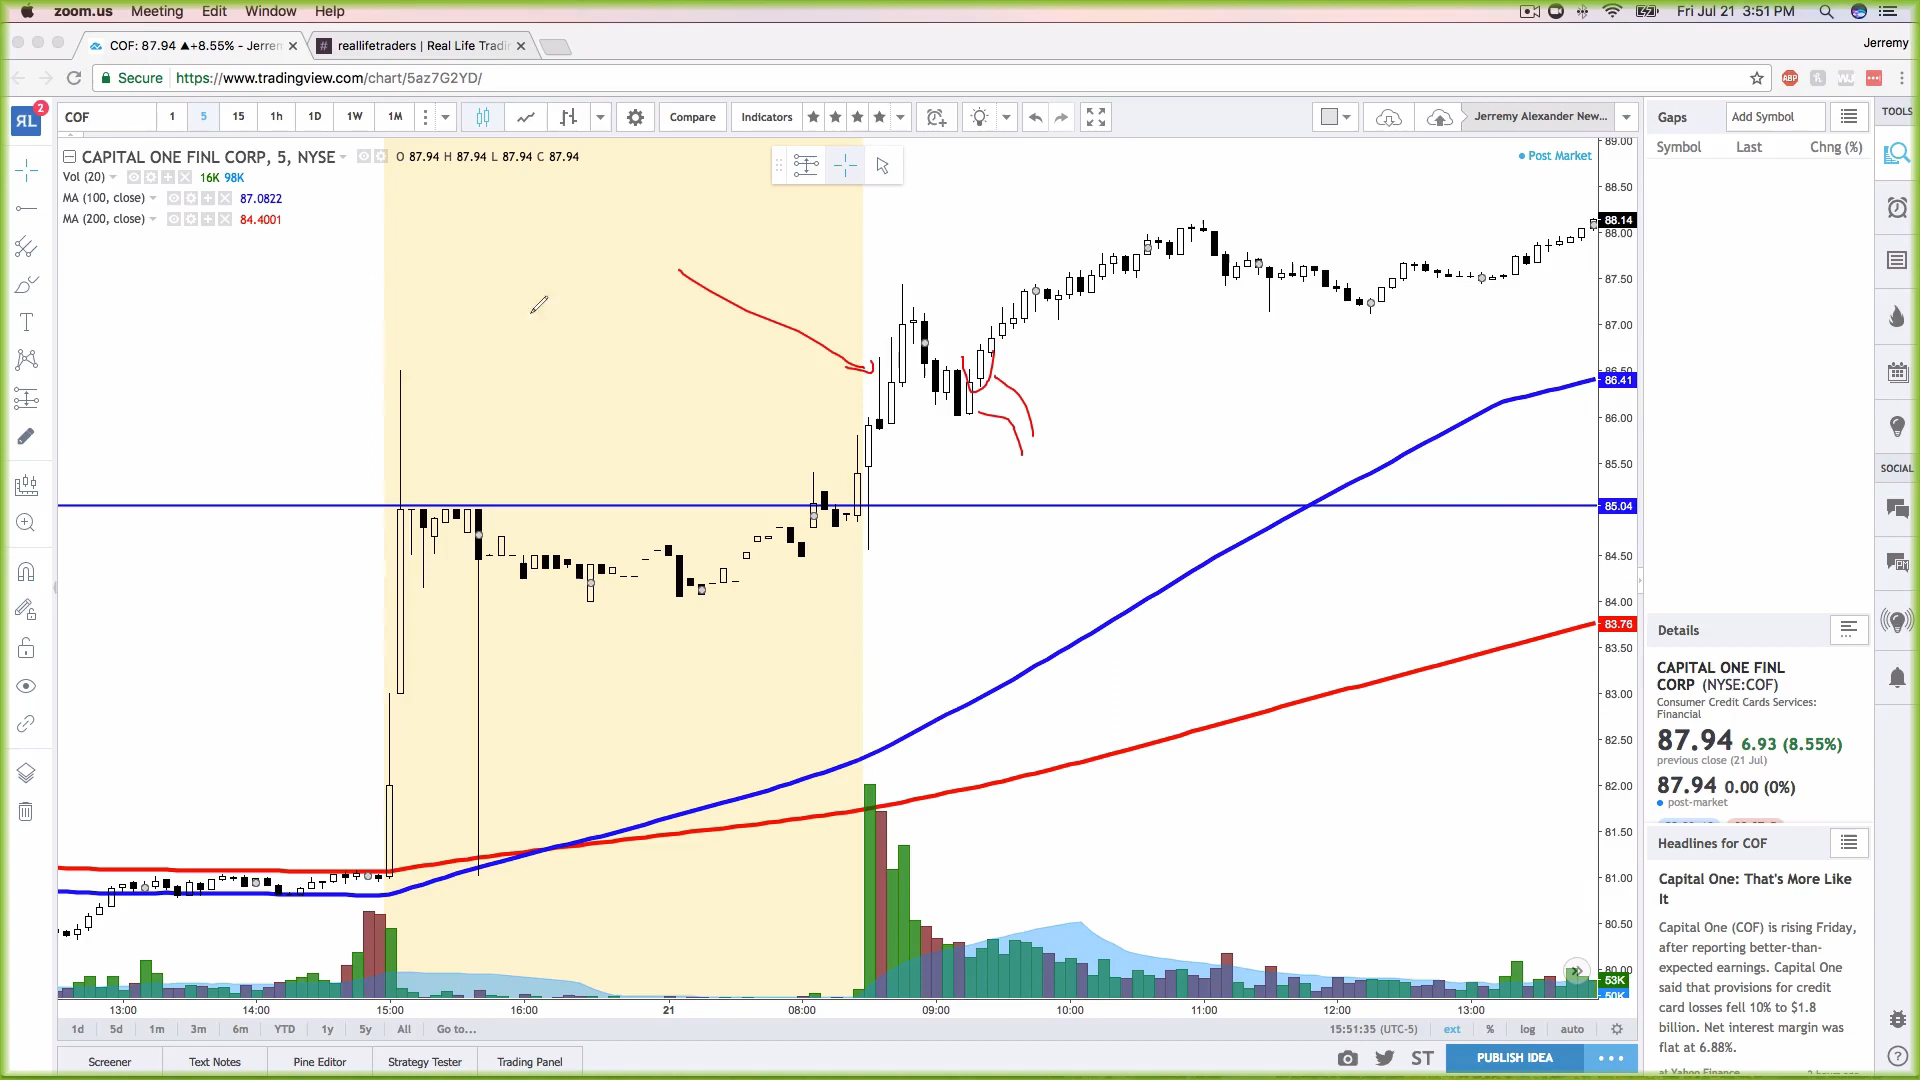 zoom.us Meeting Edit Window Help Fri Jul 21 3:51 PM
COF: 87.94 ▲+8.55% - Jerrem reallifetraders | Real Life Tradi Jerremy
Secure https://www.tradingview.com/chart/5az7G2YD/ ABP
2
COF 1 5 15 1h 1D 1W 1M Compare Indicators Jerremy Alexander New... Gaps Add Symbol TOOLS
Symbol Last Chng (%)
CAPITAL ONE FINL CORP, 5, NYSE O 87.94 H 87.94 L 87.94 C 87.94 Post Market
Vol (20) 16K 98K
MA (100, close) 87.0822
MA (200, close) 84.4001
89.00
88.50
88.14
88.00
87.50
87.00
86.50
86.41
86.00
85.50
85.04
84.50
84.00
83.76
83.50
83.00
82.50
82.00
81.50
81.00
80.50
80.00
53K
50K
SOCIAL
Details
CAPITAL ONE FINL
CORP (NYSE:COF)
Consumer Credit Cards Services:
Financial
87.94 6.93 (8.55%)
previous close (21 Jul)
87.94 0.00 (0%)
post-market
Headlines for COF
Capital One: That's More Like
It
Capital One (COF) is rising Friday,
after reporting better-than-
expected earnings. Capital One
said that provisions for credit
card losses fell 10% to $1.8
billion. Net interest margin was
flat at 6.88%.
at Yahoo Finance
13:00 14:00 15:00 16:00 21 08:00 09:00 10:00 11:00 12:00 13:00
1d 5d 1m 3m 6m YTD 1y 5y All Go to... 15:51:35 (UTC-5) ext % log auto
Screener Text Notes Pine Editor Strategy Tester Trading Panel ST PUBLISH IDEA